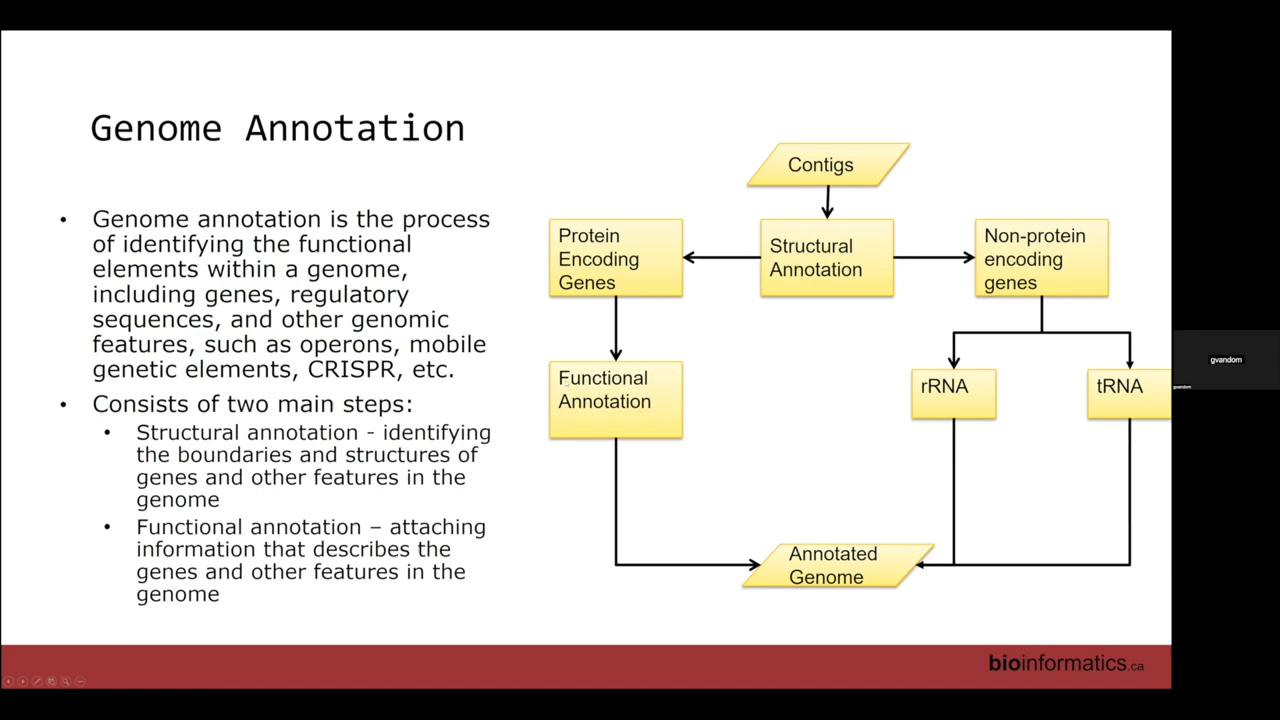 Genome Annotation
• Genome annotation is the process
of identifying the functional
elements within a genome,
including genes, regulatory
sequences, and other genomic
features, such as operons, mobile
genetic elements, CRISPR, etc.
• Consists of two main steps:
• Structural annotation - identifying
the boundaries and structures of
genes and other features in the
genome
• Functional annotation – attaching
information that describes the
genes and other features in the
genome
Contigs
Protein
Encoding
Genes
Structural
Annotation
Non-protein
encoding
genes
Functional
Annotation
rRNA
tRNA
Annotated
Genome
gvandom
gvandom
bioinformatics.ca